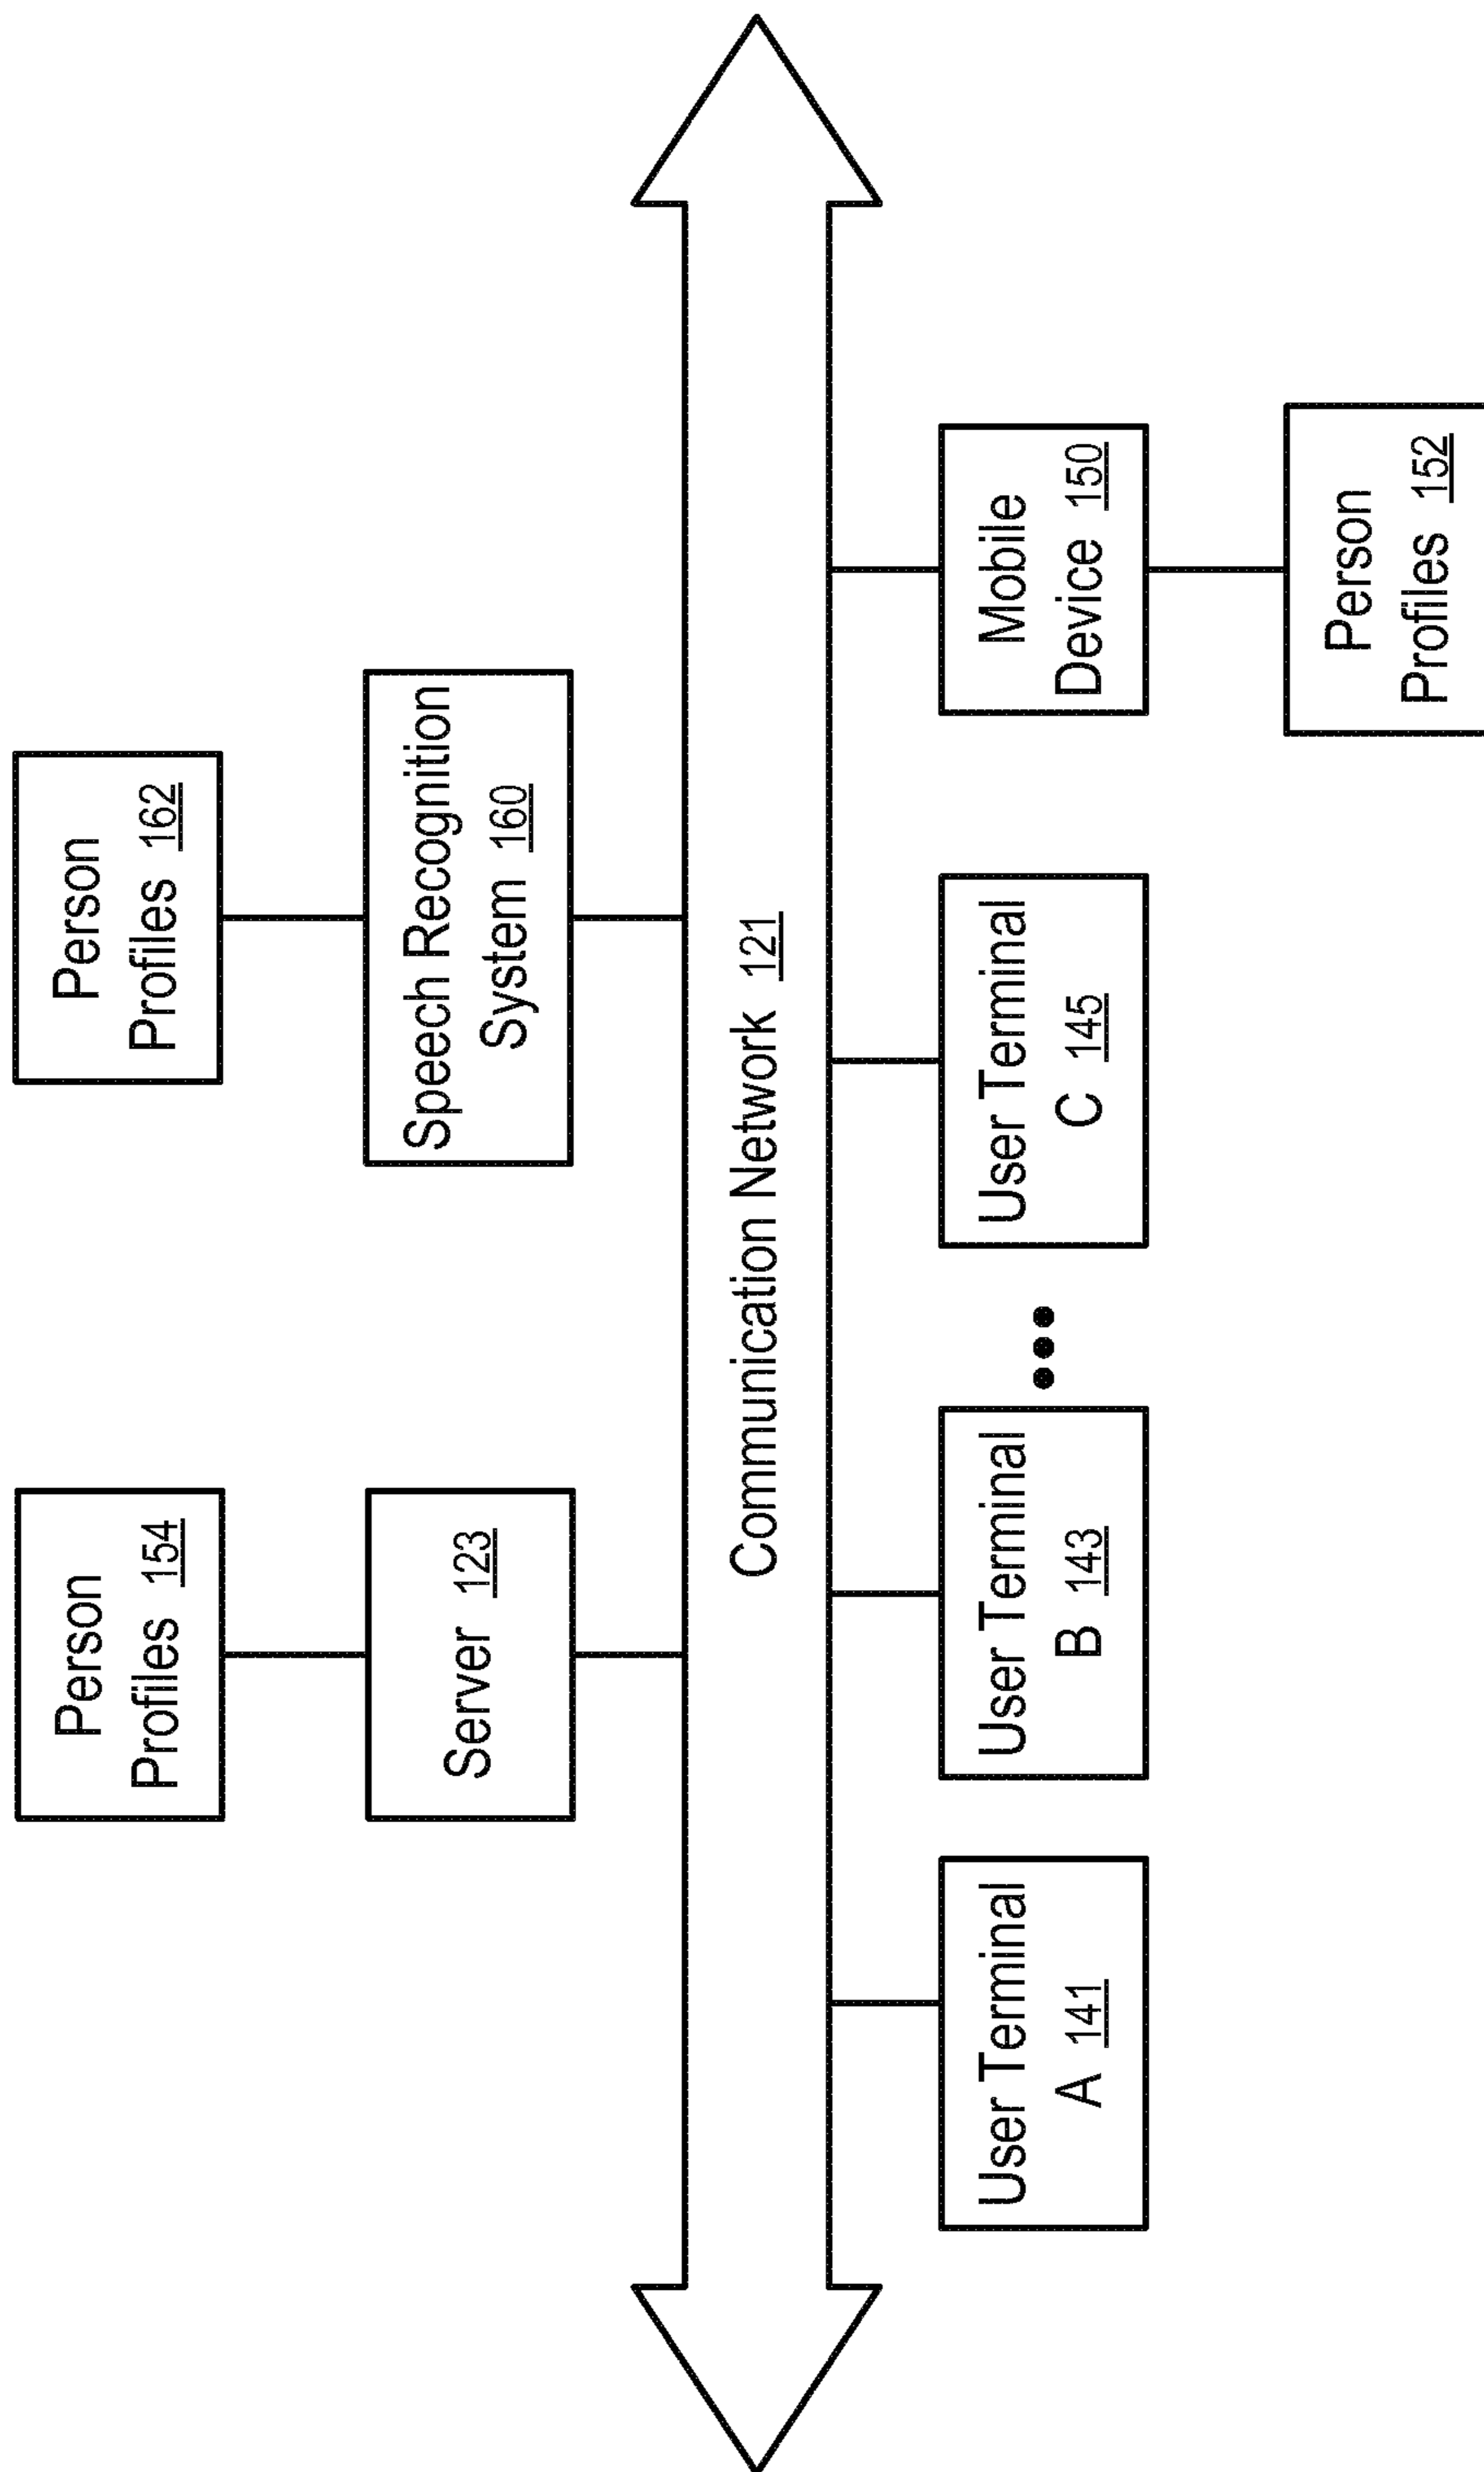 Person
Profiles 154
Person
Profiles 162
Server 123
Speech Recognition
System 160
Communication Network 121
User Terminal
A 141
User Terminal
B 143
User Terminal
C 145
Mobile
Device 150
Person
Profiles 152